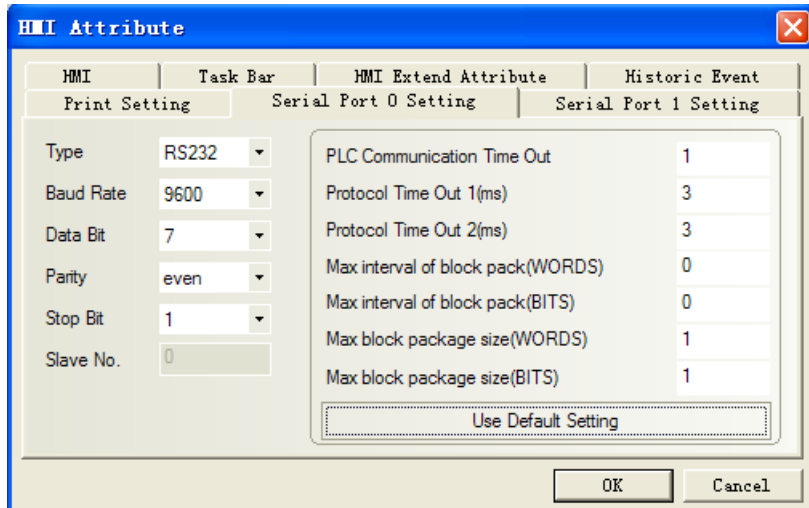 HMI Attribute
HMI Task Bar HMI Extend Attribute Historic Event
Print Setting Serial Port 0 Setting Serial Port 1 Setting
Type RS232
Baud Rate 9600
Data Bit 7
Parity even
Stop Bit 1
Slave No. 0
PLC Communication Time Out 1
Protocol Time Out 1(ms) 3
Protocol Time Out 2(ms) 3
Max interval of block pack(WORDS) 0
Max interval of block pack(BITS) 0
Max block package size(WORDS) 1
Max block package size(BITS) 1
Use Default Setting
OK Cancel